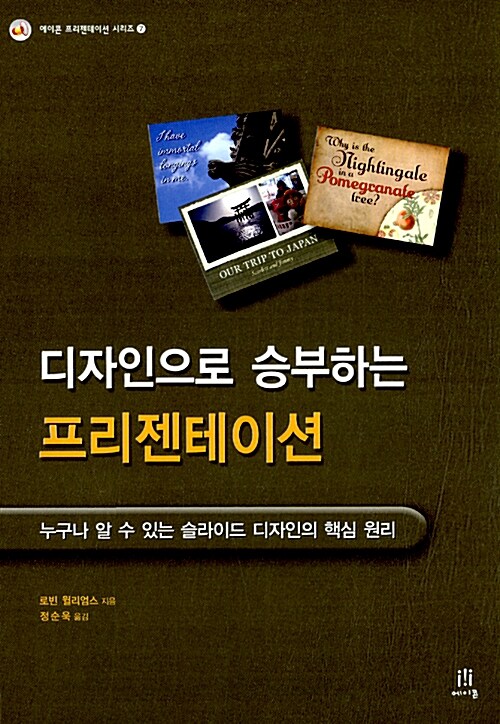 에이콘 프리젠테이션 시리즈 7
I have
immortal
longings
in me.
Why is the
Nightingale
in a
Pomegranate
tree?
OUR TRIP TO JAPAN
Scarlett and Jimmy
디자인으로 승부하는
프리젠테이션
누구나 알 수 있는 슬라이드 디자인의 핵심 원리
로빈 윌리엄스 지음
정순욱 옮김
에이콘